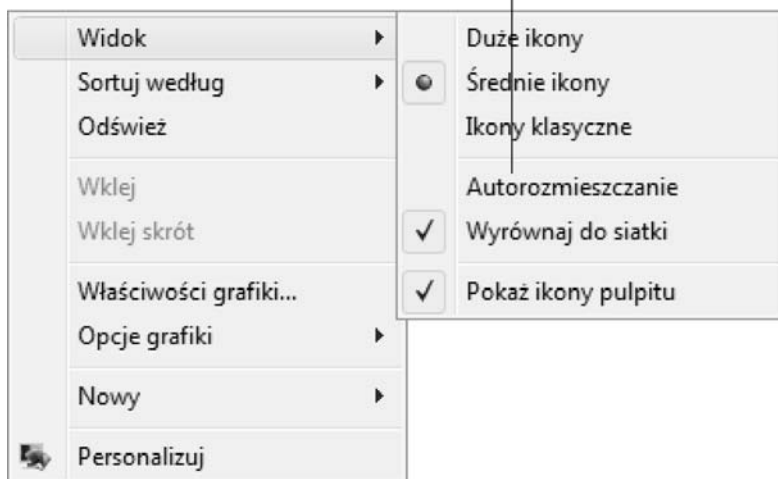 Widok
Sortuj według
Odśwież
Wklej
Wklej skrót
Właściwości grafiki...
Opcje grafiki
Nowy
Personalizuj
Duże ikony
Średnie ikony
Ikony klasyczne
Autorozmieszczanie
Wyrównaj do siatki
Pokaż ikony pulpitu